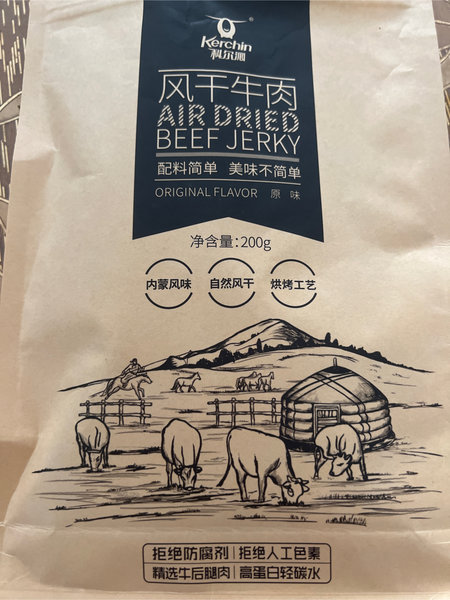 Kerchin
科尔沁
风干牛肉
AIR DRIED
BEEF JERKY
配料简单 美味不简单
ORIGINAL FLAVOR 原味
净含量:200g
内蒙风味 自然风干 烘烤工艺
拒绝防腐剂 拒绝人工色素
精选牛后腿肉 高蛋白轻碳水